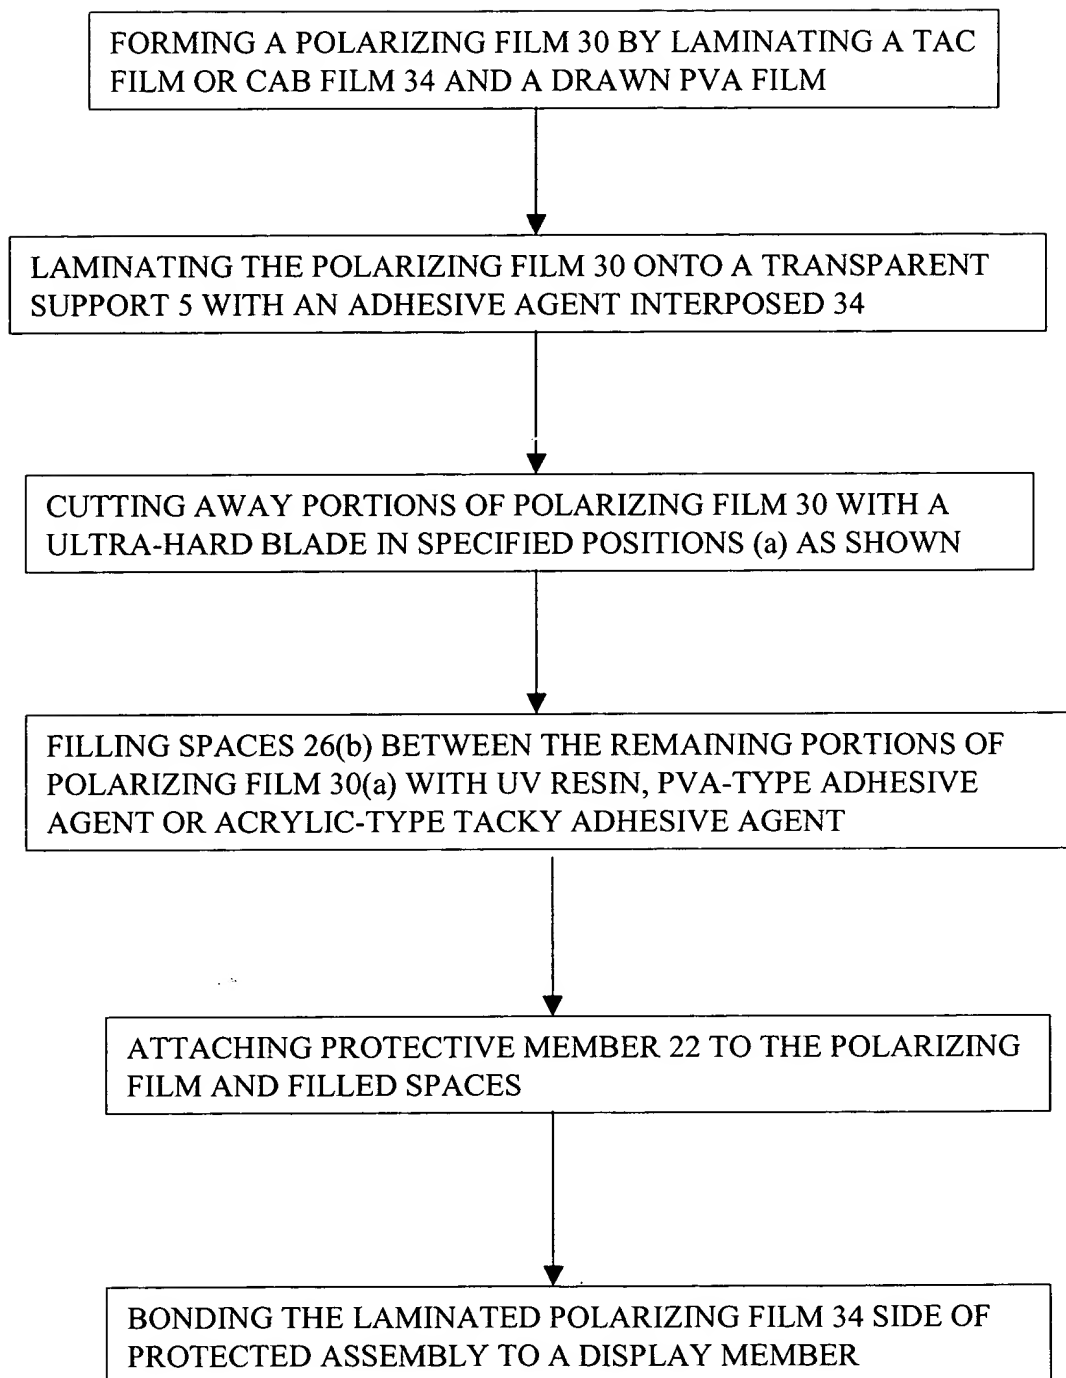 FORMING A POLARIZING FILM 30 BY LAMINATING A TAC
FILM OR CAB FILM 34 AND A DRAWN PVA FILM
LAMINATING THE POLARIZING FILM 30 ONTO A TRANSPARENT
SUPPORT 5 WITH AN ADHESIVE AGENT INTERPOSED 34
CUTTING AWAY PORTIONS OF POLARIZING FILM 30 WITH A
ULTRA-HARD BLADE IN SPECIFIED POSITIONS (a) AS SHOWN
FILLING SPACES 26(b) BETWEEN THE REMAINING PORTIONS OF
POLARIZING FILM 30(a) WITH UV RESIN, PVA-TYPE ADHESIVE
AGENT OR ACRYLIC-TYPE TACKY ADHESIVE AGENT
ATTACHING PROTECTIVE MEMBER 22 TO THE POLARIZING
FILM AND FILLED SPACES
BONDING THE LAMINATED POLARIZING FILM 34 SIDE OF
PROTECTED ASSEMBLY TO A DISPLAY MEMBER